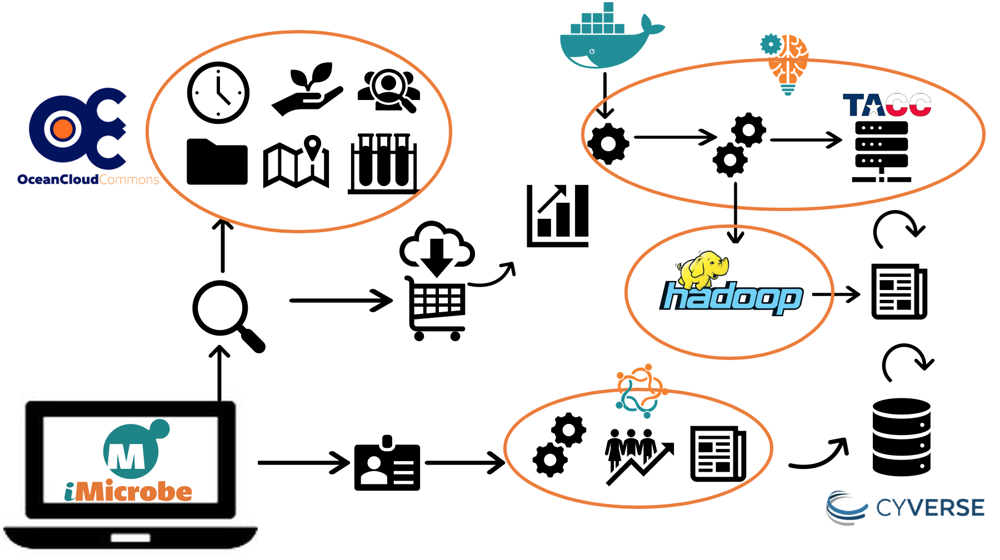 TACC
OceanCloudCommons
hadoop
M
iMicrobe
CYVERSE